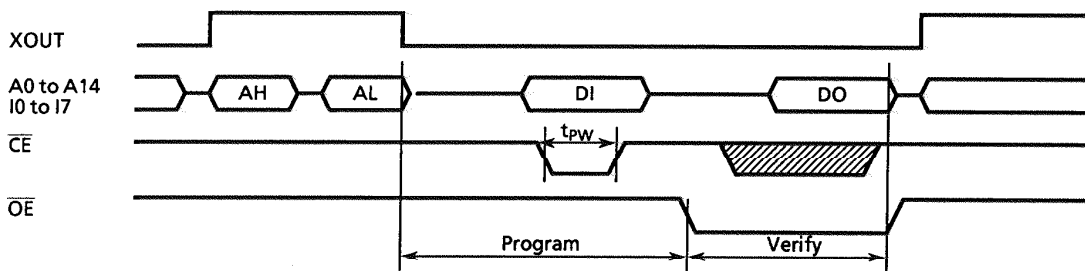 XOUT
A0 to A14
I0 to I7
AH
AL
DI
DO
tPW
CE
OE
Program
Verify